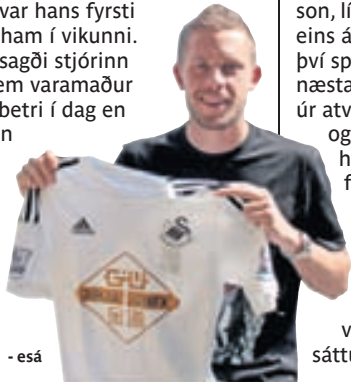 var hans fyrsti
ham í vikunni.
sagði stjórinn
em varamaður
betri í dag en
n
- esá
son, lí
eins á
því sp
næsta
úr atv
og
h
f
v
sáttu